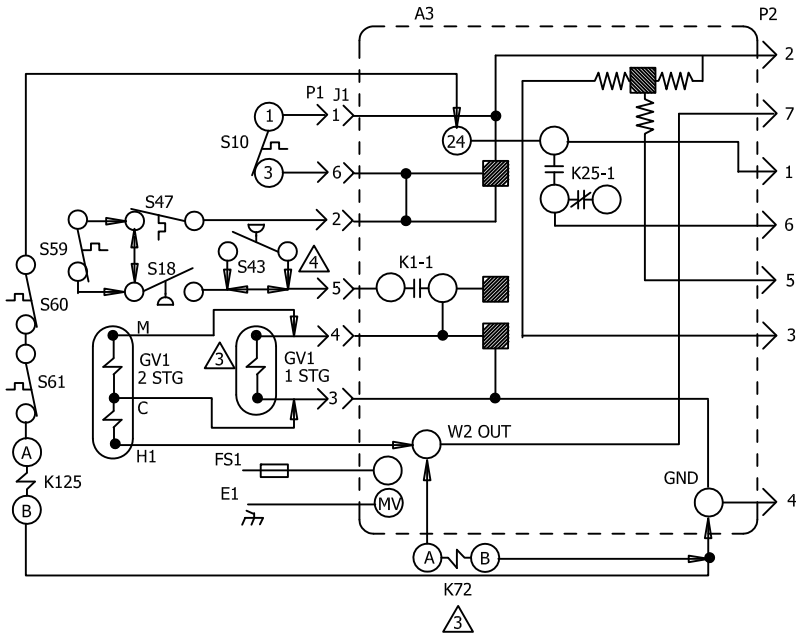 A3
P2
2
P1 J1
1
1
7
S10
24
3
6
K25-1
1
S47
2
6
S59
S43
4
K1-1
S18
5
5
S60
M
4
3
GV1
2 STG
3
GV1
1 STG
S61
C
3
W2 OUT
A
H1
FS1
GND
K125
E1
MV
4
B
A
B
K72
3